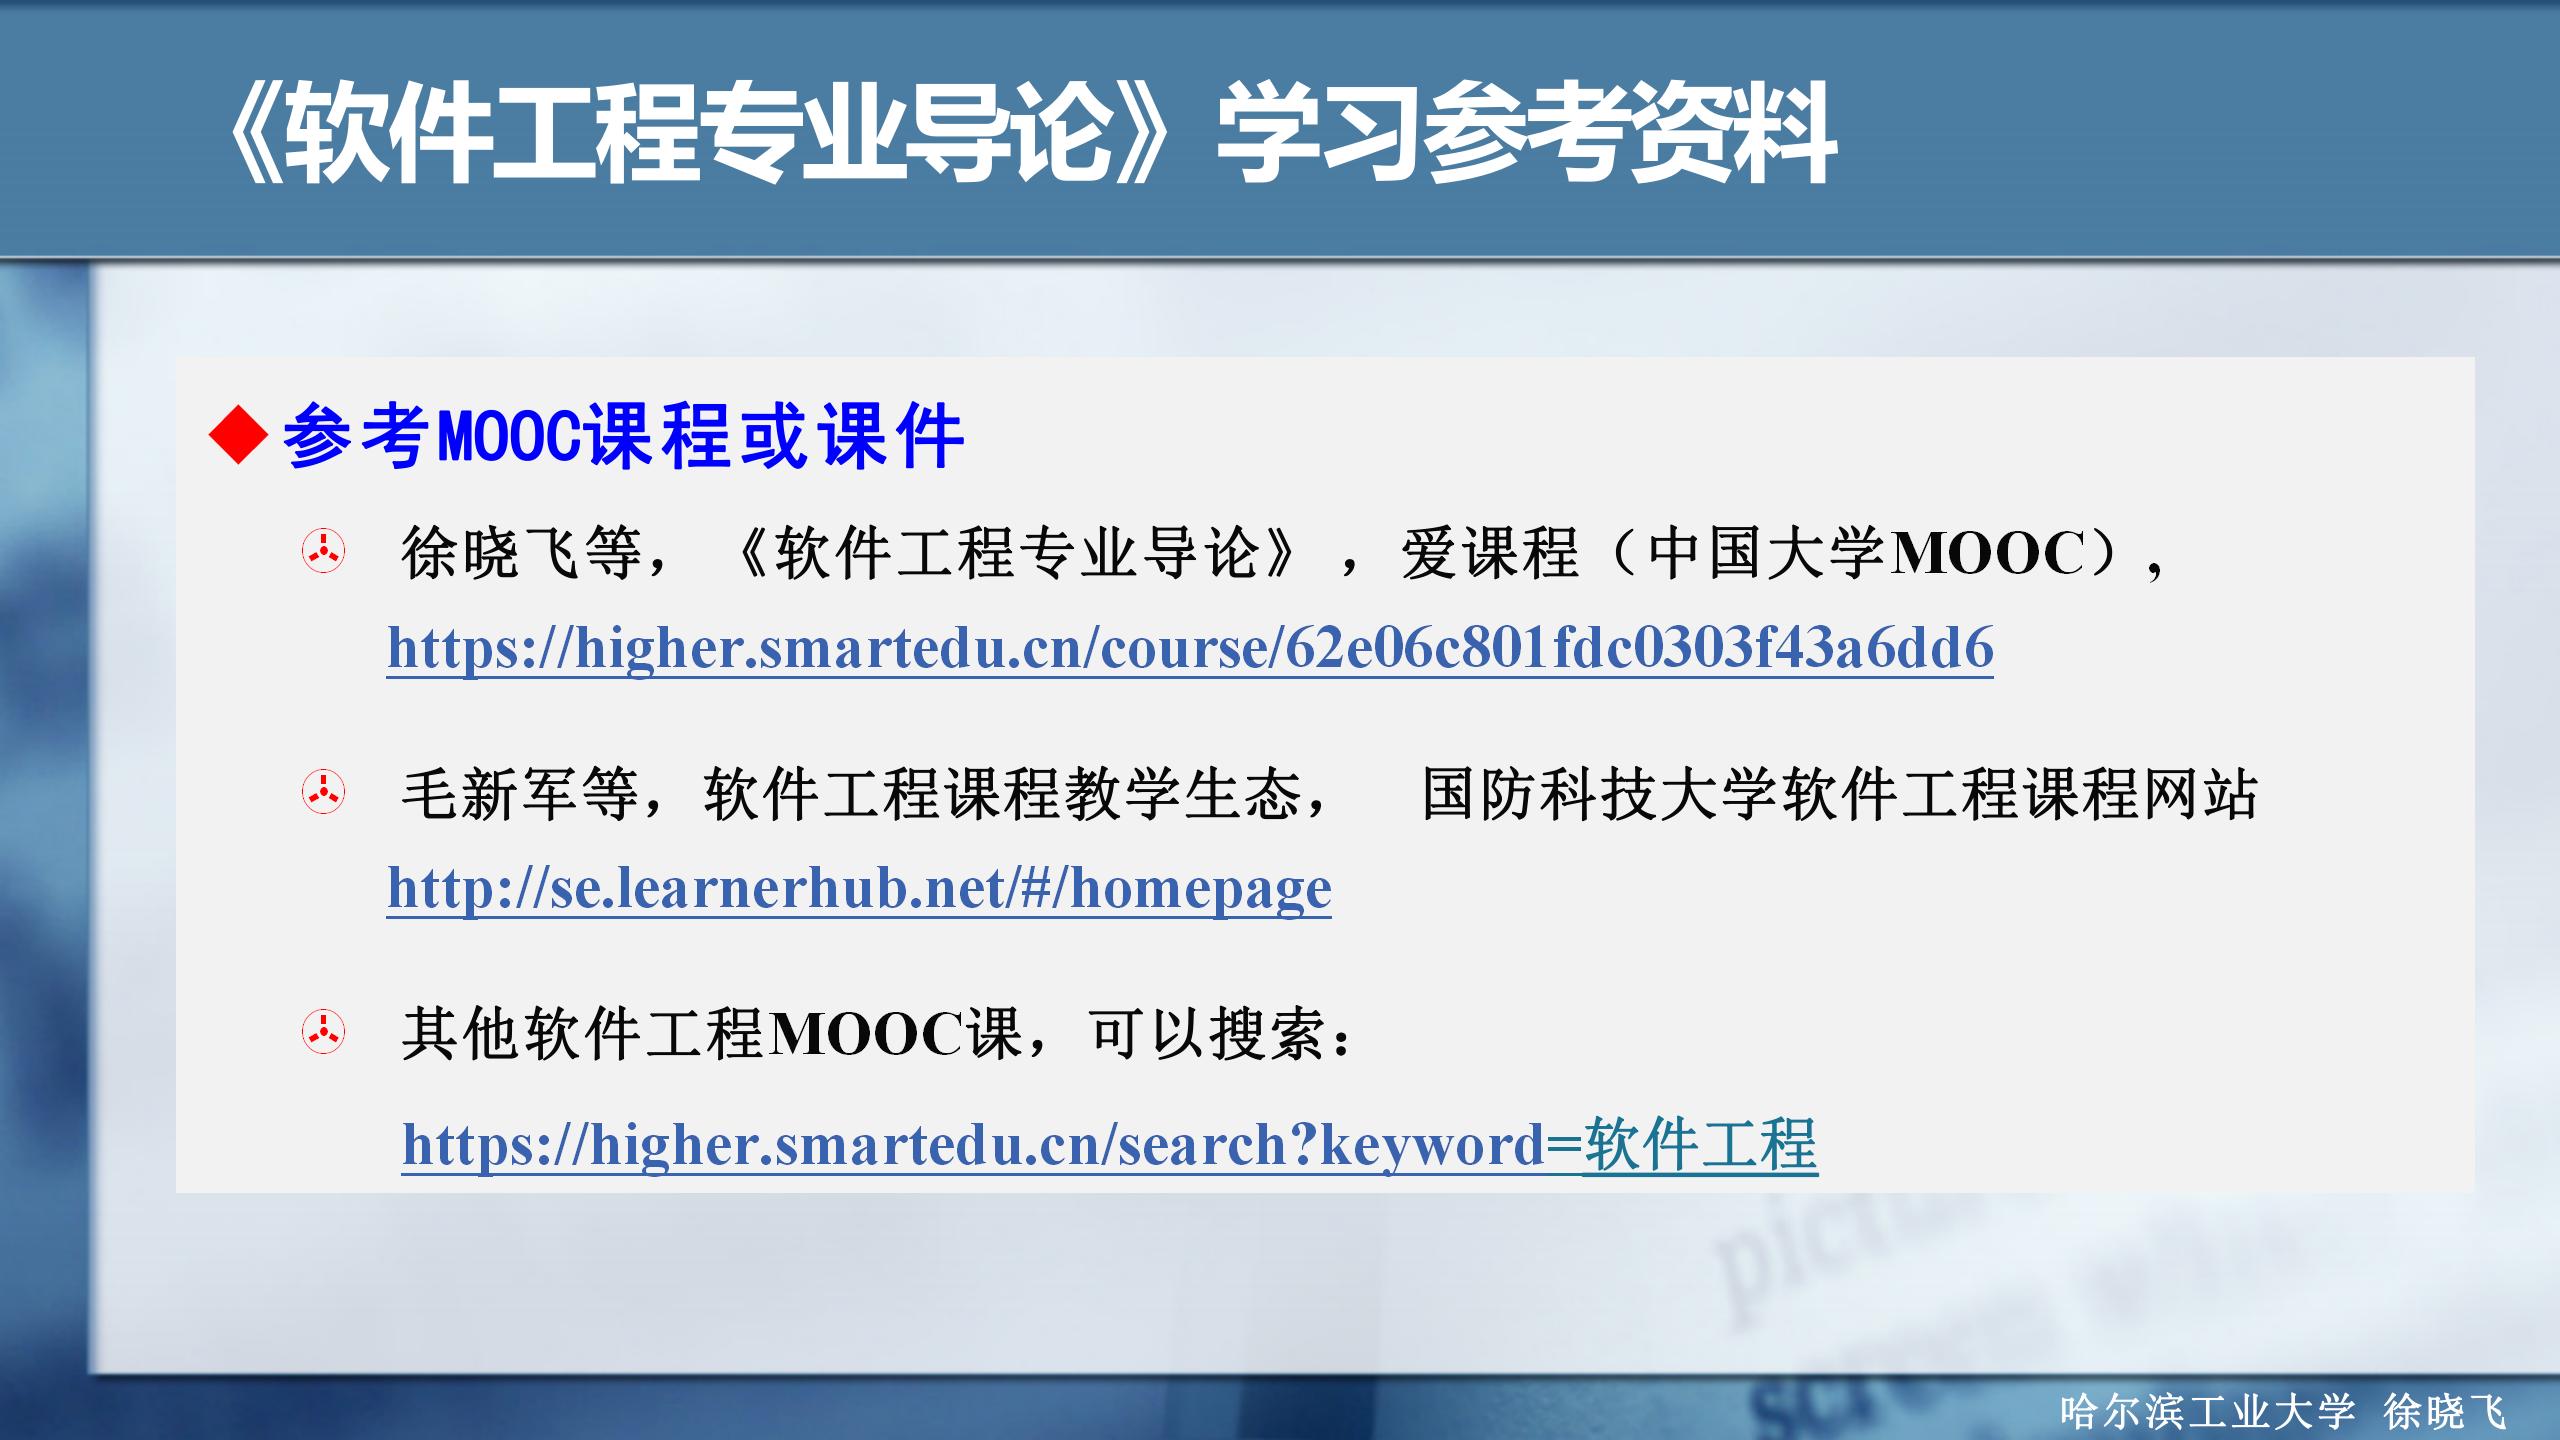 《软件工程专业导论》学习参考资料
参考MOOC课程或课件
徐晓飞等，《软件工程专业导论》，爱课程（中国大学MOOC）,
https://higher.smartedu.cn/course/62e06c801fdc0303f43a6dd6
毛新军等，软件工程课程教学生态， 国防科技大学软件工程课程网站
http://se.learnerhub.net/#/homepage
其他软件工程MOOC课，可以搜索：
https://higher.smartedu.cn/search?keyword=软件工程
哈尔滨工业大学 徐晓飞